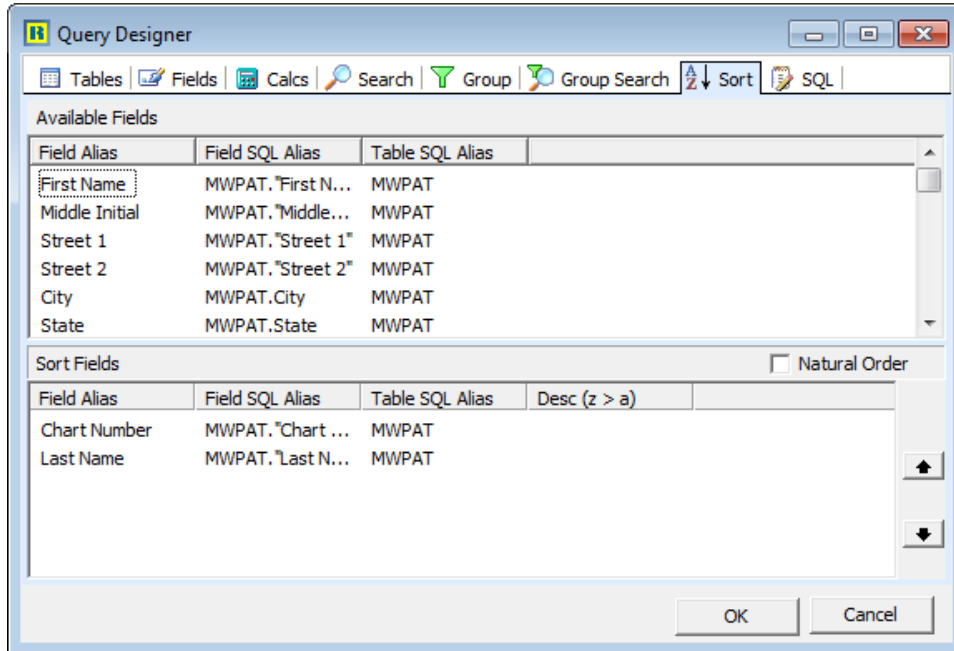 Query Designer
Tables Fields Calcs Search Group Group Search Sort SQL
Available Fields
Field Alias Field SQL Alias Table SQL Alias
First Name MWPAT."First N... MWPAT
Middle Initial MWPAT."Middle... MWPAT
Street 1 MWPAT."Street 1" MWPAT
Street 2 MWPAT."Street 2" MWPAT
City MWPAT.City MWPAT
State MWPAT.State MWPAT
Sort Fields Natural Order
Field Alias Field SQL Alias Table SQL Alias Desc (z > a)
Chart Number MWPAT."Chart ... MWPAT
Last Name MWPAT."Last N... MWPAT
OK Cancel